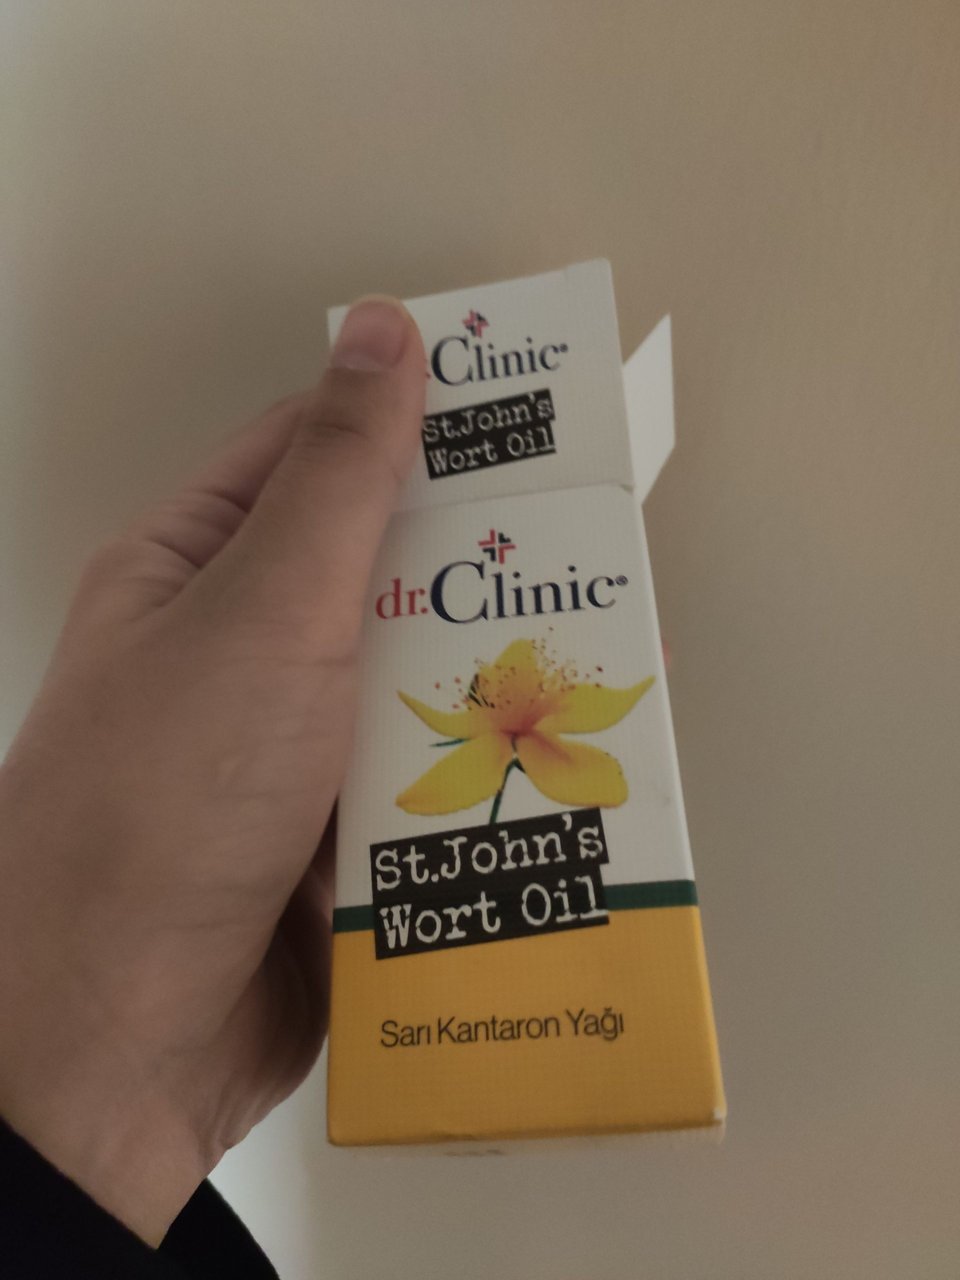 .Clinic®
St.John's
Wort Oil
dr.Clinic®
St.John's
Wort Oil
Sarı Kantaron Yağı